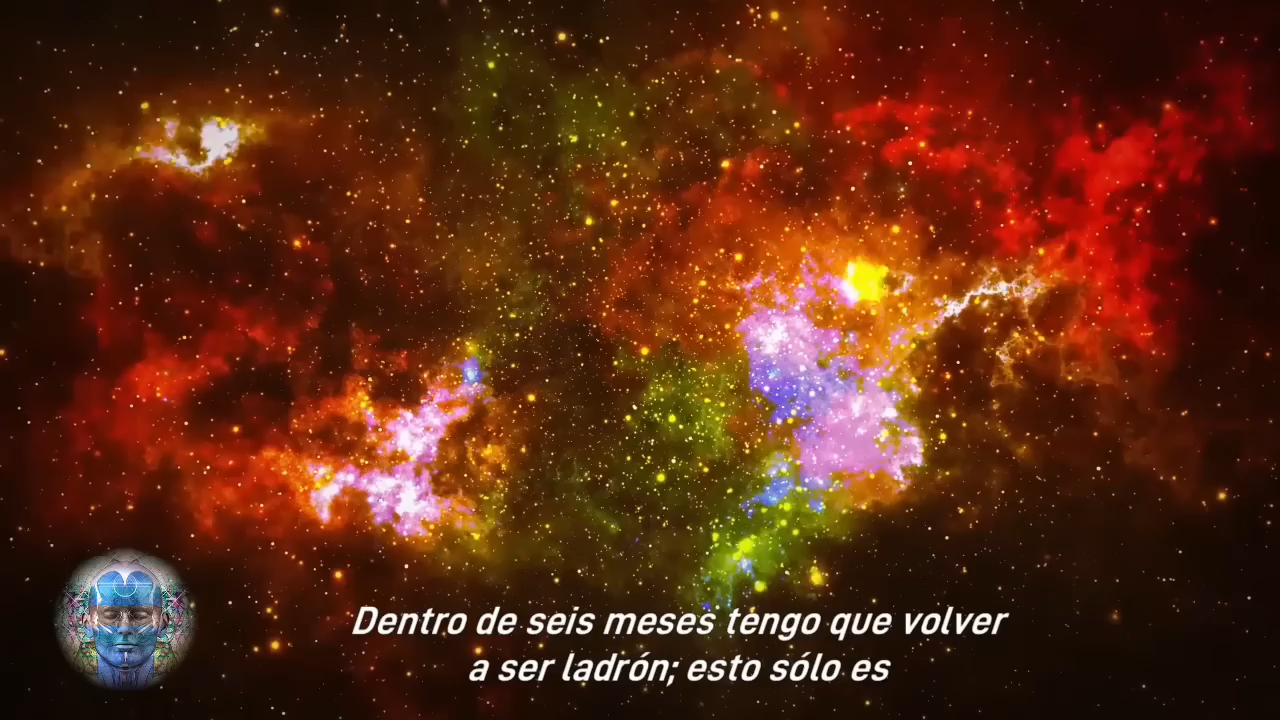 Dentro de seis meses tengo que volver
a ser ladrón; esto sólo es